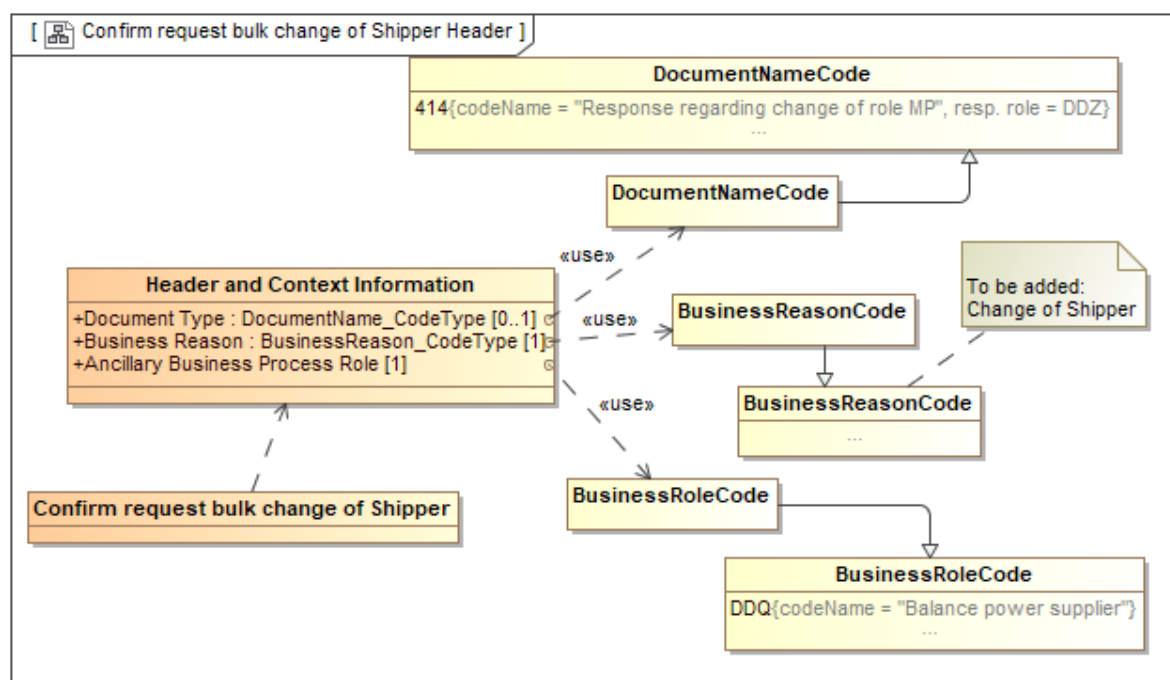 [ Confirm request bulk change of Shipper Header ]
DocumentNameCode
414{codeName = "Response regarding change of role MP", resp. role = DDZ}
...
DocumentNameCode
«use»
To be added:
Change of Shipper
Header and Context Information
+Document Type : DocumentName_CodeType [0..1]
+Business Reason : BusinessReason_CodeType [1]
+Ancillary Business Process Role [1]
«use»
BusinessReasonCode
BusinessReasonCode
...
«use»
BusinessRoleCode
Confirm request bulk change of Shipper
BusinessRoleCode
DDQ{codeName = "Balance power supplier"}
...